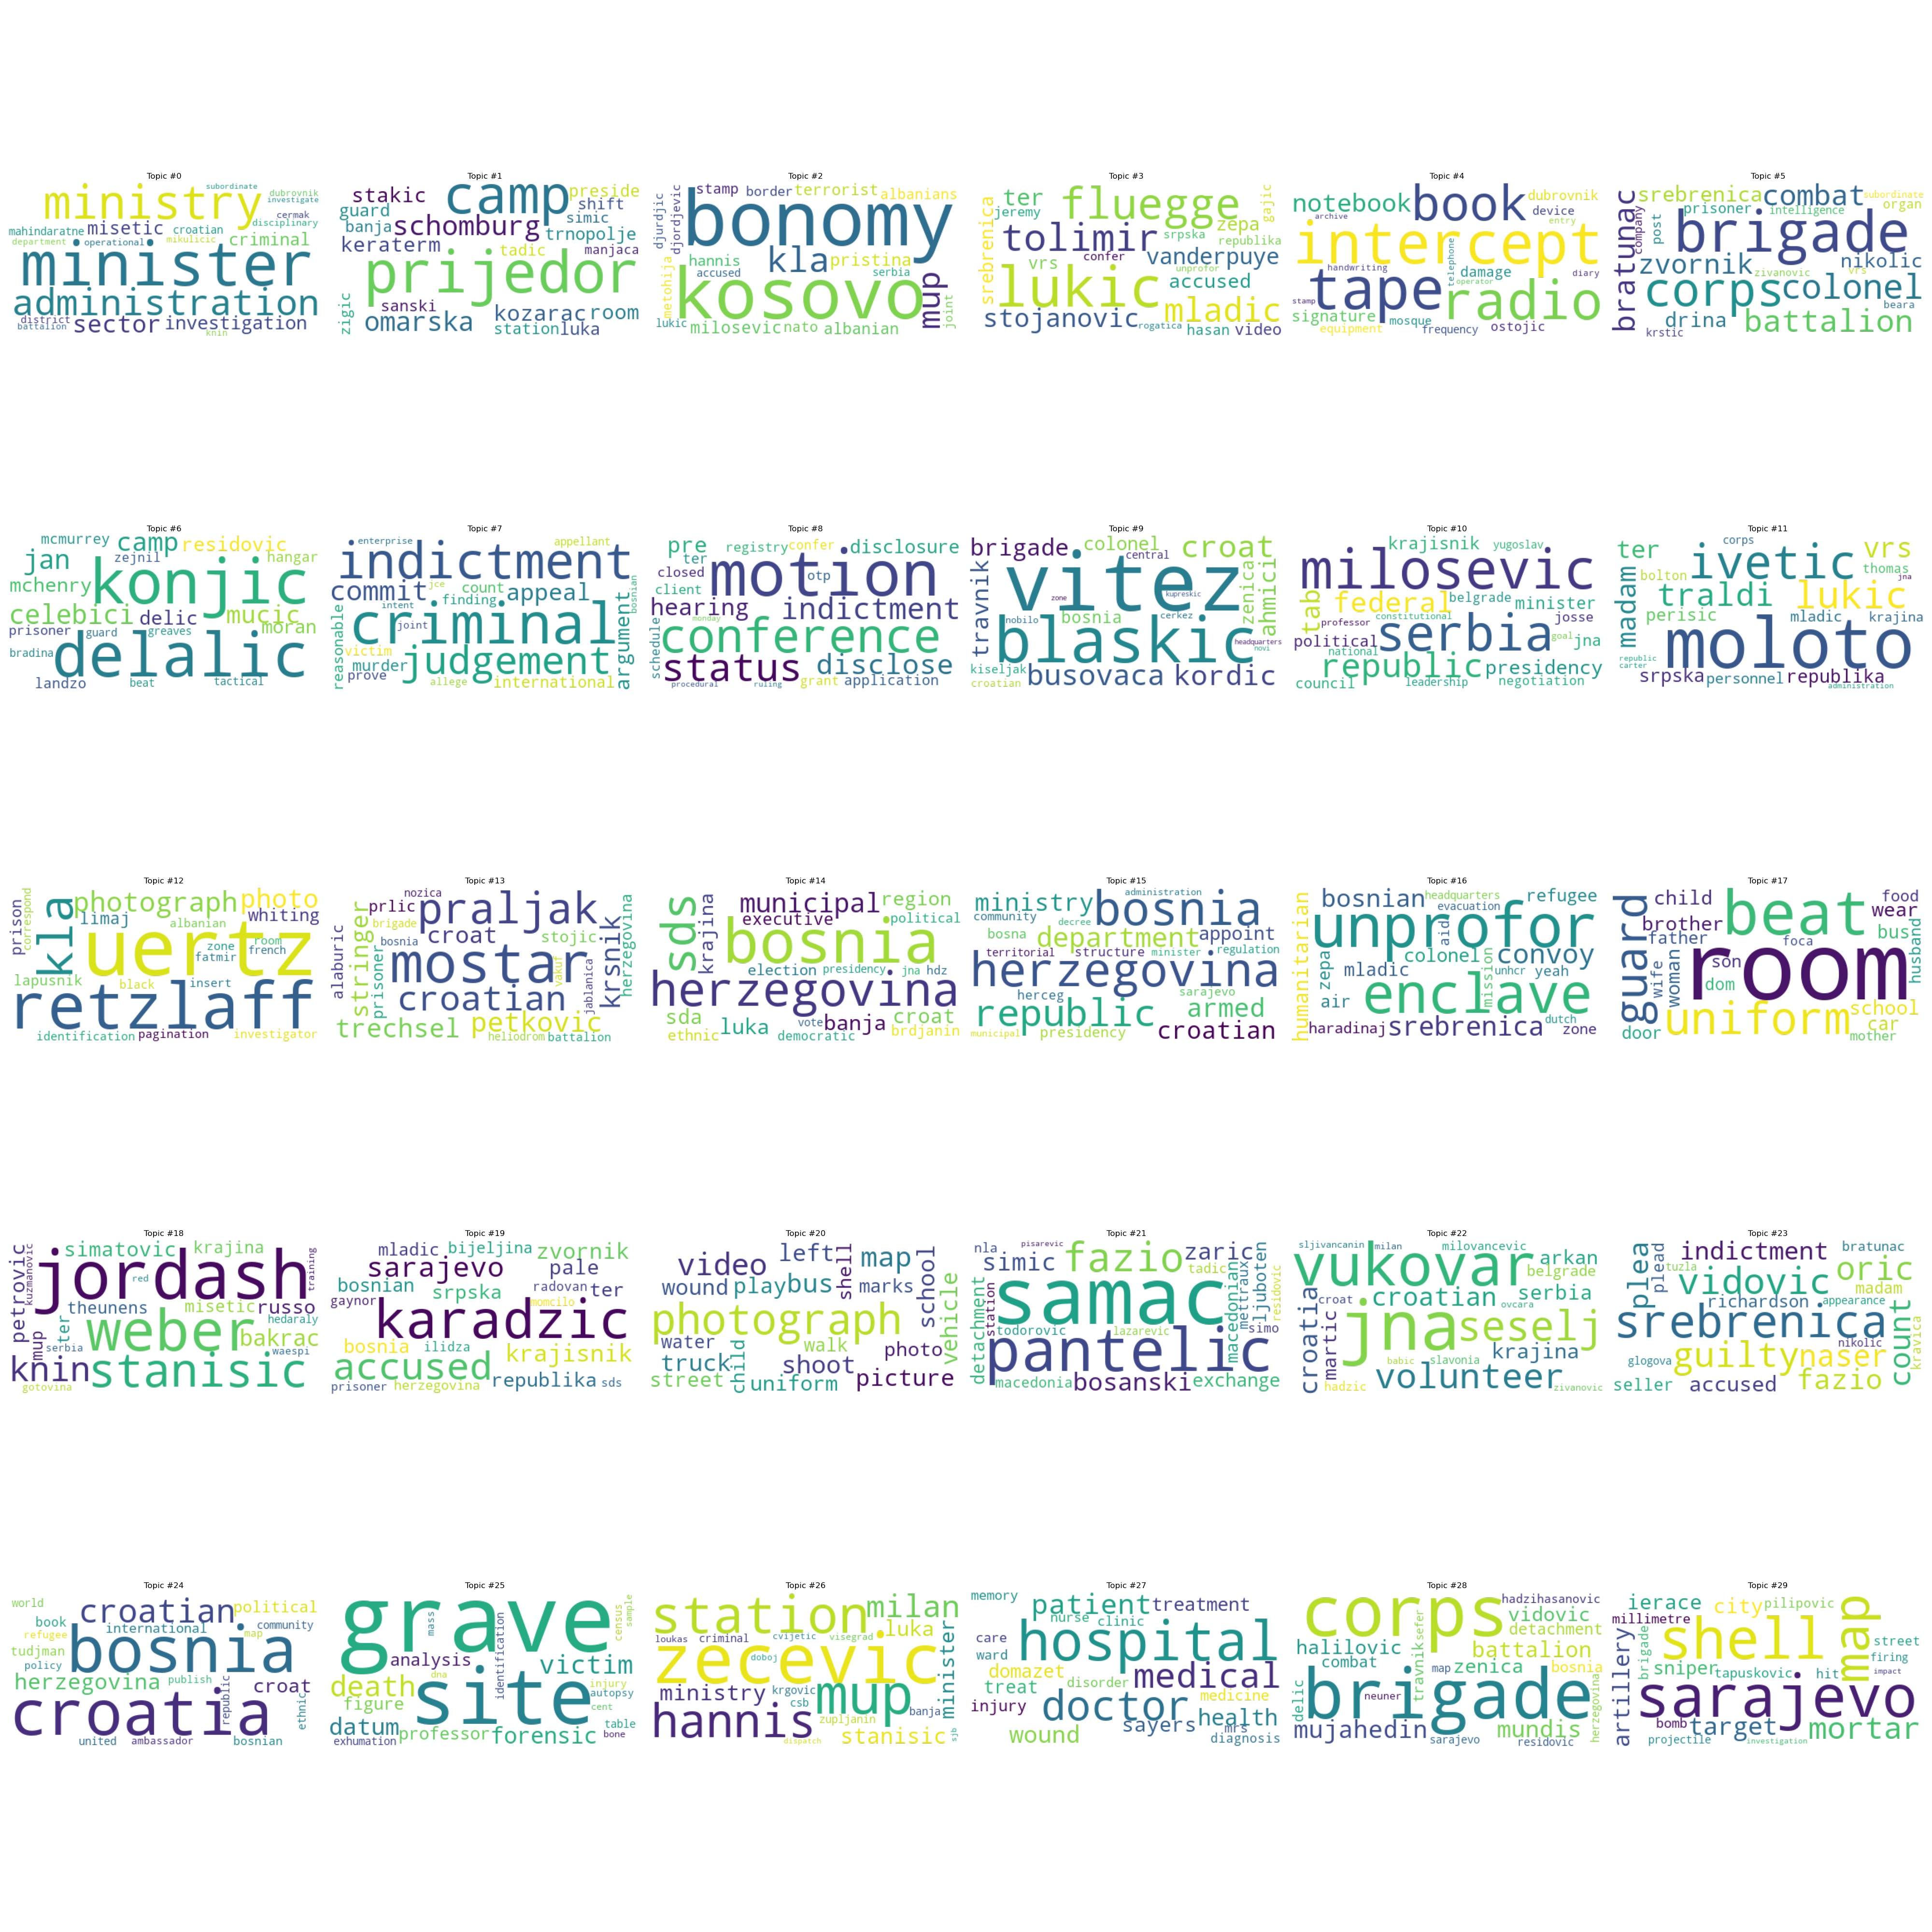 Topic #0
subordinate
ministry dubrovnik
investigate
cermak
mahindaratne misetic croatian disciplinary
department operational mikulicic criminal
minister
administration
district
battalion sector investigation
knin
Topic #1
stakic camp preside
guard shift
banja schomburg simic
trnopolje
keraterm tadic manjaca
prijedor
zigic sanski
omarska kozarac room
station luka
Topic #2
djurdjic djordjevic stamp border terrorist albanians
bonomy
hannis kla pristina
accused serbia
metohija kosovo mup joint
lukic milosevic nato albanian
Topic #3
srebrenica ter fluegge gajic
jeremy zepa
tolimir srpska republika
confer vanderpuye
vrs unprofor
lukic accused
mladic
stojanovic rogatica hasan video
Topic #4
notebook book dubrovnik
archive device
entry
intercept
handwriting telephone damage diary
operator
stamp tape radio
signature mosque
equipment frequency ostojic
Topic #5
bratunac company srebrenica combat subordinate
prisoner intelligence organ
post brigade
zvornik zivanovic vrs nikolic
corps colonel
drina beara
krstic battalion
Topic #6
mcmurrey camp residovic
jan zejnil hangar
mchenry konjic
celebici delic mucic
prisoner guard greaves moran
bradina delalic
landzo beat tactical
Topic #7
enterprise appellant
indictment
commit jce count appeal
intent finding
reasonable criminal argument bosnian
joint
victim judgement
murder
prove allege international
Topic #8
pre registry confer disclosure
ter
closed motion otp
client
hearing indictment
scheduled monday
conference
status disclose
grant application
procedural ruling
Topic #9
brigade colonel croat
central
travnik vitez zenica ahmici
zone kupreskic
nobilo bosnia cerkez
blaskic headquarters
novi
kiseljak
croatian busovaca kordic
Topic #10
krajisnik yugoslav
milosevic
tab federal belgrade minister
professor constitutional josse
political serbia goal jna
national
republic presidency
council leadership negotiation
Topic #11
corps
ter ivetic vrs
madam bolton thomas
jna
traldi lukic
perisic mladic krajina
republic
carter moloto
srpska personnel republika
administration
Topic #12
prison correspond kla photograph photo
limaj albanian whiting
uertz
zone room
fatmir french
lapusnik black insert
retzlaff
identification pagination investigator
Topic #13
nozica
alaburic stringer prlic praljak krsnik herzegovina
brigade croat stojic
bosnia
prisoner mostar vakuf jablanica
croatian
trechsel petkovic
heliodrom battalion
Topic #14
sds krajina municipal region
executive political
bosnia
election presidency jna hdz
herzegovina
sda vote croat
ethnic luka democratic banja brdjanin
Topic #15
ministry administration
community decree bosnia
bosna department appoint
territorial structure minister regulation
herzegovina
herceg sarajevo
republic armed
municipal presidency croatian
Topic #16
humanitarian bosnian headquarters refugee
evacuation
unprofor
zepa aid colonel convoy
mladic mission unhcr yeah
air enclave
haradinaj srebrenica dutch
zone
Topic #17
guard child beat food
brother wear
father foca bus
wife woman son room husband
dom
uniform school
door car
mother
Topic #18
petrovic kuzmanovic simatovic krajina training
jordash
red
theunens misetic russo
mup ter weber hedaraly
serbia bakrac
knin waespi
gotovina stanisic
Topic #19
mladic bijeljina zvornik
sarajevo pale
bosnian srpska radovan ter
gaynor momcilo
karadzic
bosnia ilidza
accused krajisnik
prisoner herzegovina republika sds
Topic #20
video left shell map school
wound play bus marks
photograph vehicle
water walk photo
truck child shoot
street uniform picture
Topic #21
nla pisarevic
simic fazio zaric
tadic
detachment station samac macedonian mettraux ljuboten residovic
todorovic lazarevic simo
pantelic
macedonia bosanski exchange
Topic #22
sljivancanin milan milovancevic
vukovar arkan
belgrade
croatia martic croat croatian serbia
ovcara
jna seselj
babic slavonia krajina
hadzic volunteer zivanovic
Topic #23
plea plead indictment bratunac
tuzla vidovic oric
richardson appearance madam
srebrenica count kravica
glogova nikolic
guilty naser
seller accused fazio
Topic #24
world croatian political
book international community
refugee map
tudjman bosnia
policy
herzegovina publish republic croat ethnic
croatia
united ambassador bosnian
Topic #25
grave census sample
mass
analysis identification victim
dna
death site injury
autopsy
figure cent
datum professor forensic table
exhumation bone
Topic #26
station milan
loukas criminal cvijetic visegrad luka
zecevic
doboj minister
ministry krgovic mup
csb
hannis zupljanin banja
stanisic sjb
dispatch
Topic #27
memory patient treatment
nurse clinic
care hospital
ward
domazet medical
treat disorder
injury doctor medicine
sayers health
wound mrs
diagnosis
Topic #28
corps hadzihasanovic
vidovic
detachment
halilovic travnik sefer battalion
combat map zenica bosnia
delic brigade herzegovina
neuner
mujahedin mundis
sarajevo residovic
Topic #29
ierace city pilipovic map
millimetre
artillery brigade shell street
firing
sniper tapuskovic hit impact
sarajevo
bomb target mortar
projectile investigation